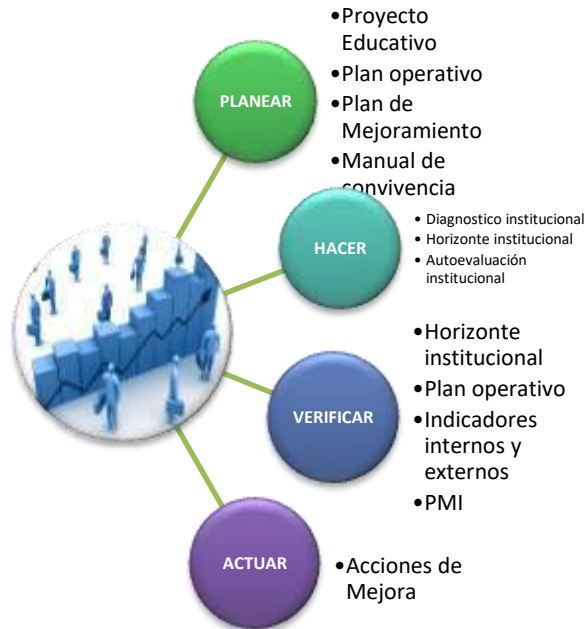 •Proyecto
Educativo
•Plan operativo
•Plan de
Mejoramiento
•Manual de
convivencia
PLANEAR
• Diagnostico institucional
• Horizonte institucional
• Autoevaluación
institucional
HACER
•Horizonte
institucional
•Plan operativo
•Indicadores
internos y
externos
•PMI
VERIFICAR
•Acciones de
Mejora
ACTUAR